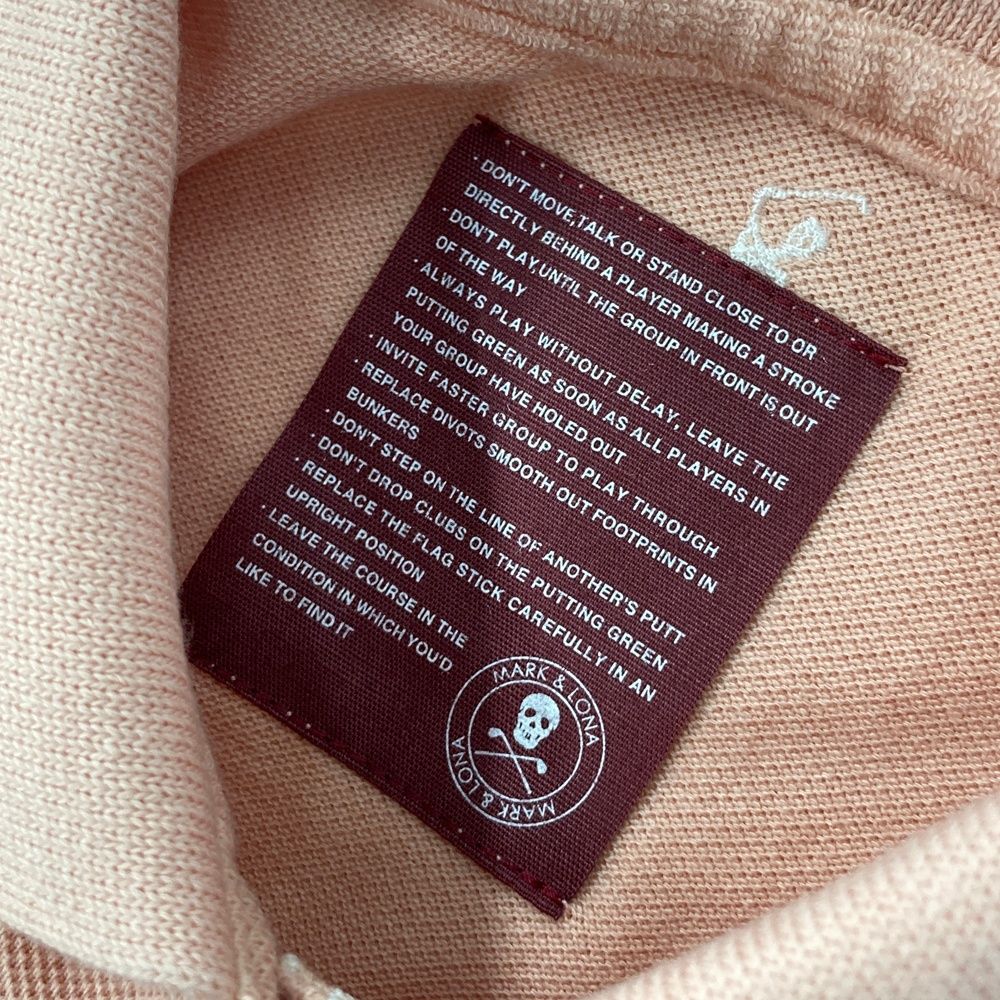 · DON'T MOVE,TALK OR STAND CLOSE TO OR
DIRECTLY BEHIND A PLAYER MAKING A STROKE
· DON'T PLAY,UNTIL THE GROUP IN FRONT IS OUT
OF THE WAY
· ALWAYS PLAY WITHOUT DELAY, LEAVE THE
PUTTING GREEN AS SOON AS ALL PLAYERS IN
YOUR GROUP HAVE HOLED OUT
· INVITE FASTER GROUP TO PLAY THROUGH
· REPLACE DIVOTS SMOOTH OUT FOOTPRINTS IN
BUNKERS
· DON'T STEP ON THE LINE OF ANOTHER'S PUTT
· DON'T DROP CLUBS ON THE PUTTING GREEN
· REPLACE THE FLAG STICK CAREFULLY IN AN
UPRIGHT POSITION
· LEAVE THE COURSE IN THE
CONDITION IN WHICH YOU'D
LIKE TO FIND IT
MARK & LONA
MARK & LONA